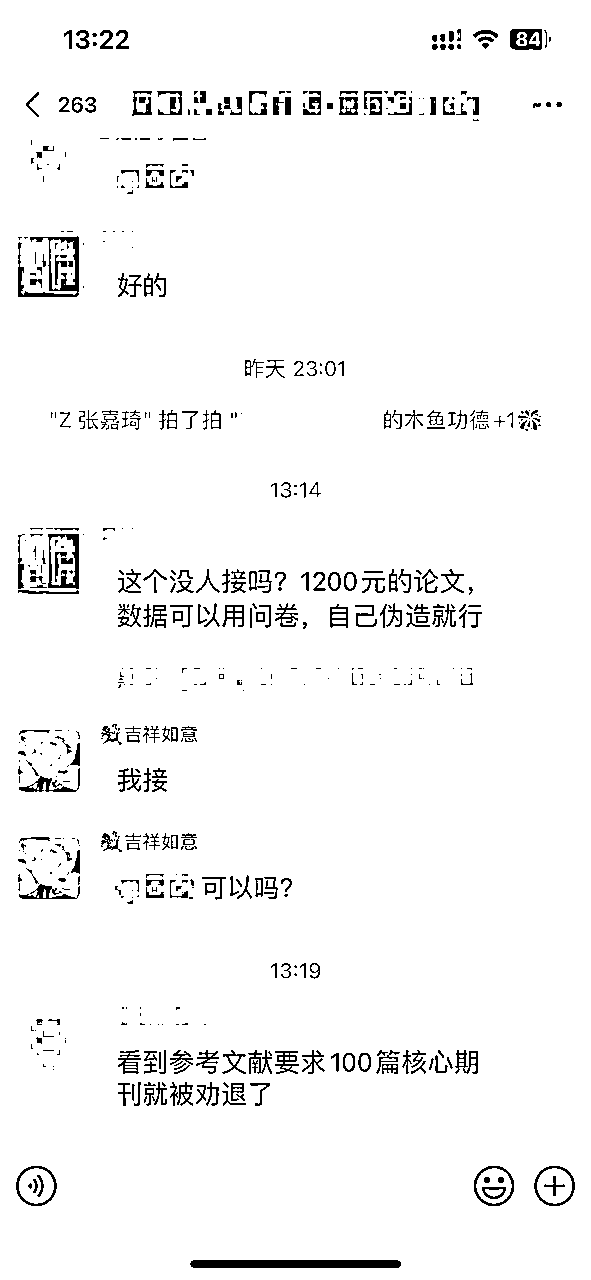 13:22
84
263
好的
昨天 23:01
"Z 张嘉琦" 拍了拍 "
的木鱼功德+1
13:14
这个没人接吗？1200元的论文，
数据可以用问卷，自己伪造就行
吉祥如意
我接
吉祥如意
可以吗？
13:19
看到参考文献要求100篇核心期
刊就被劝退了